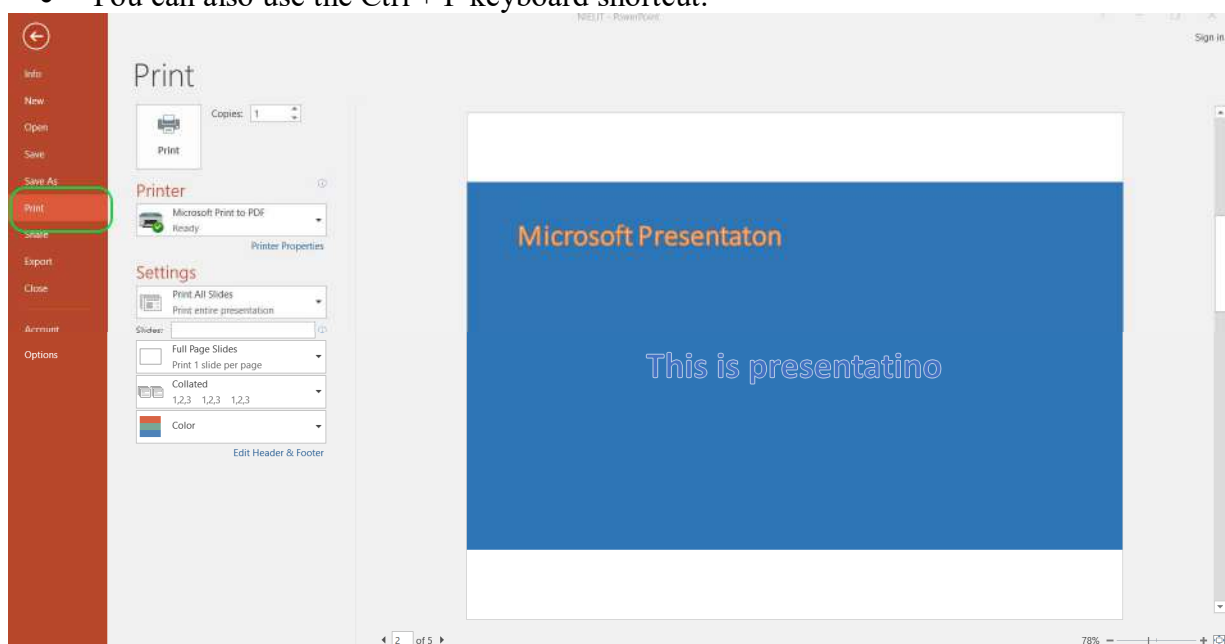 You can also use the Ctrl + P keyboard shortcut.
NIELIT - PowerPoint
Sign in
Info
New
Open
Save
Save As
Print
Share
Export
Close
Account
Options
Print
Copies: 1
Print
Printer
Microsoft Print to PDF
Ready
Printer Properties
Settings
Print All Slides
Print entire presentation
Slides:
Full Page Slides
Print 1 slide per page
Collated
1,2,3 1,2,3 1,2,3
Color
Edit Header & Footer
Microsoft Presentaton
This is presentatino
2 of 5
78%